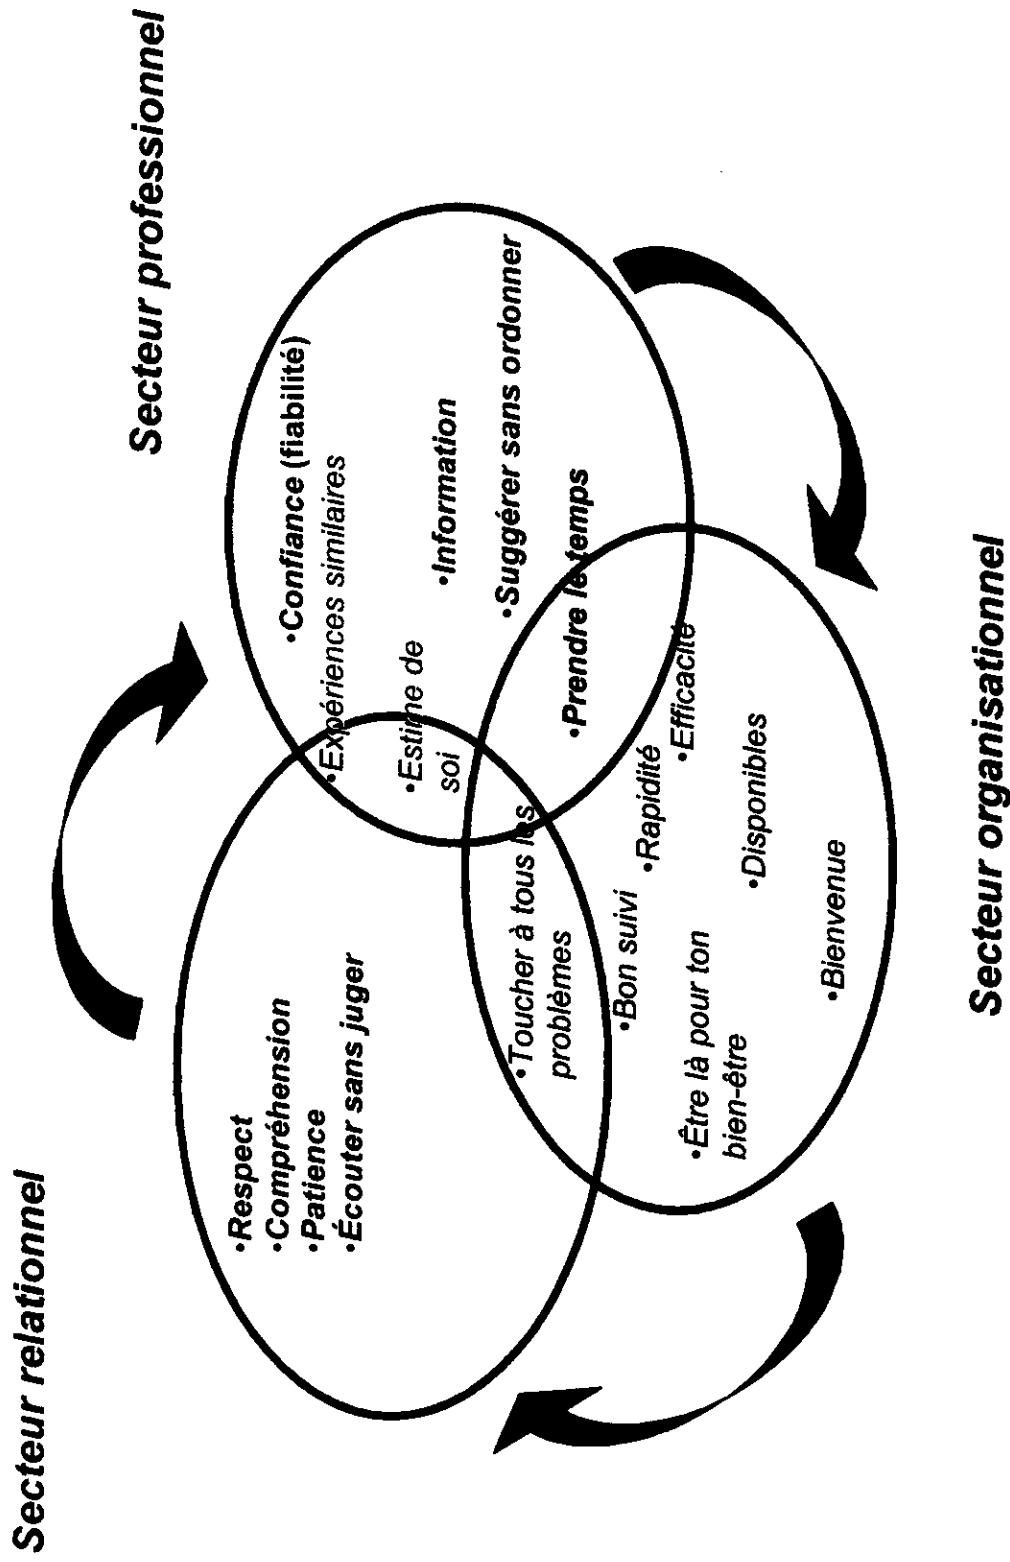 Secteur relationnel
Secteur professionnel
•Respect
•Compréhension
•Patience
•Écouter sans juger
•Confiance (fiabilité)
•Expériences similaires
•Estime de
soi
•Information
•Suggérer sans ordonner
•Prendre le temps
•Toucher à tous les
problèmes
•Bon suivi
•Rapidité
•Efficacité
•Être là pour ton
bien-être
•Disponibles
•Bienvenue
Secteur organisationnel